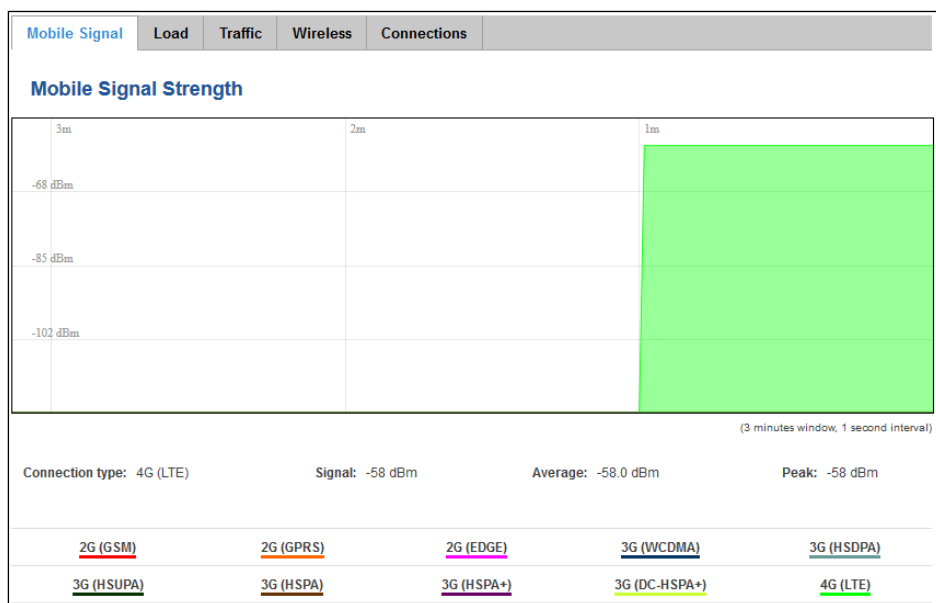 Mobile Signal Load Traffic Wireless Connections
Mobile Signal Strength
3m 2m 1m
-68 dBm
-85 dBm
-102 dBm
(3 minutes window, 1 second interval)
Connection type: 4G (LTE) Signal: -58 dBm Average: -58.0 dBm Peak: -58 dBm
2G (GSM) 2G (GPRS) 2G (EDGE) 3G (WCDMA) 3G (HSDPA)
3G (HSUPA) 3G (HSPA) 3G (HSPA+) 3G (DC-HSPA+) 4G (LTE)